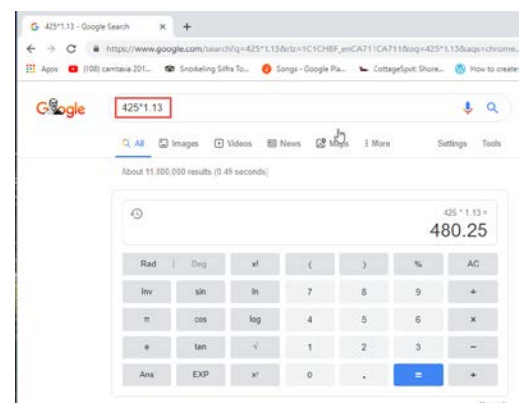 425*1.13 - Google Search × +
https://www.google.com/search?q=425*1.13&rlz=1C1CHBF_enCA711CA711&oq=425*1.13&aqs=chrome..
Apps (108) camtasia 201... Snorkeling Silfra To... Songs - Google Pla... CottageSpot: Shore... How to create
Google 425*1.13
All Images Videos News Maps More Settings Tools
About 11,800,000 results (0.49 seconds)
425 * 1.13 =
480.25
Rad | Deg x! ( ) % AC
Inv sin ln 7 8 9 ÷
π cos log 4 5 6 ×
e tan √ 1 2 3 −
Ans EXP xʸ 0 . = +